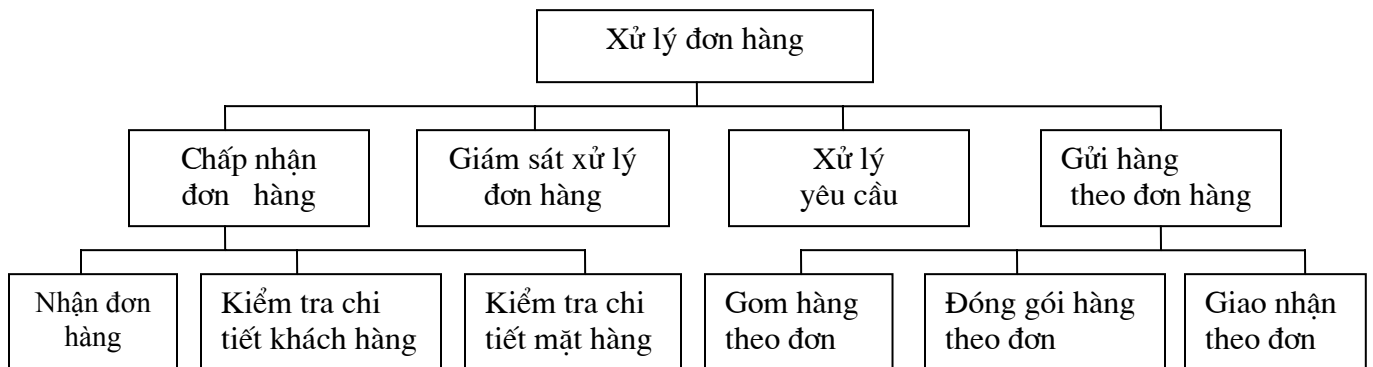 Xử lý đơn hàng
Chấp nhận
đơn hàng
Giám sát xử lý
đơn hàng
Xử lý
yêu cầu
Gửi hàng
theo đơn hàng
Nhận đơn
hàng
Kiểm tra chi
tiết khách hàng
Kiểm tra chi
tiết mặt hàng
Gom hàng
theo đơn
Đóng gói hàng
theo đơn
Giao nhận
theo đơn